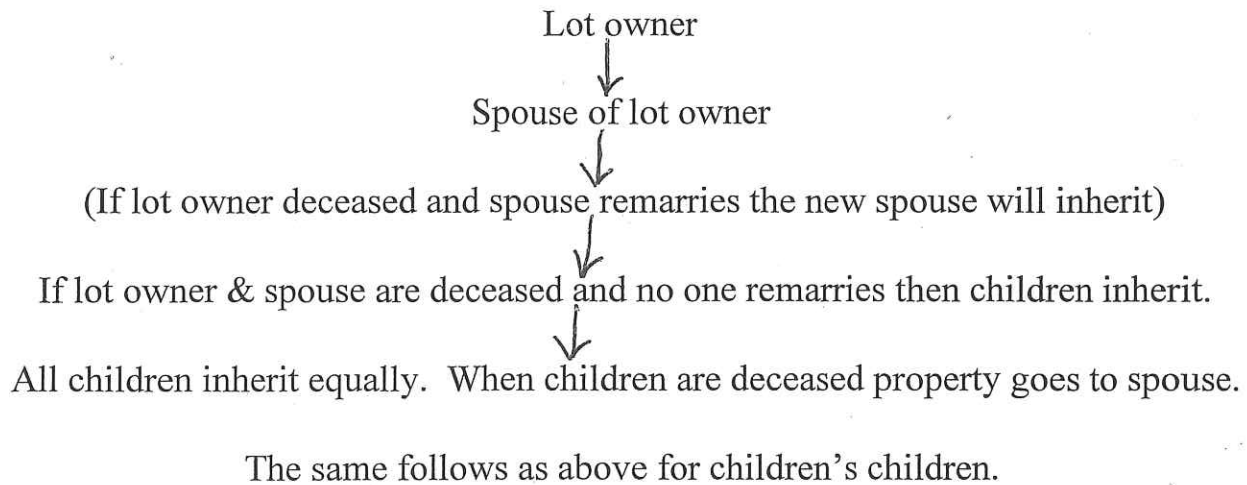 Lot owner
Spouse of lot owner
(If lot owner deceased and spouse remarries the new spouse will inherit)
If lot owner & spouse are deceased and no one remarries then children inherit.
All children inherit equally.  When children are deceased property goes to spouse.
The same follows as above for children's children.